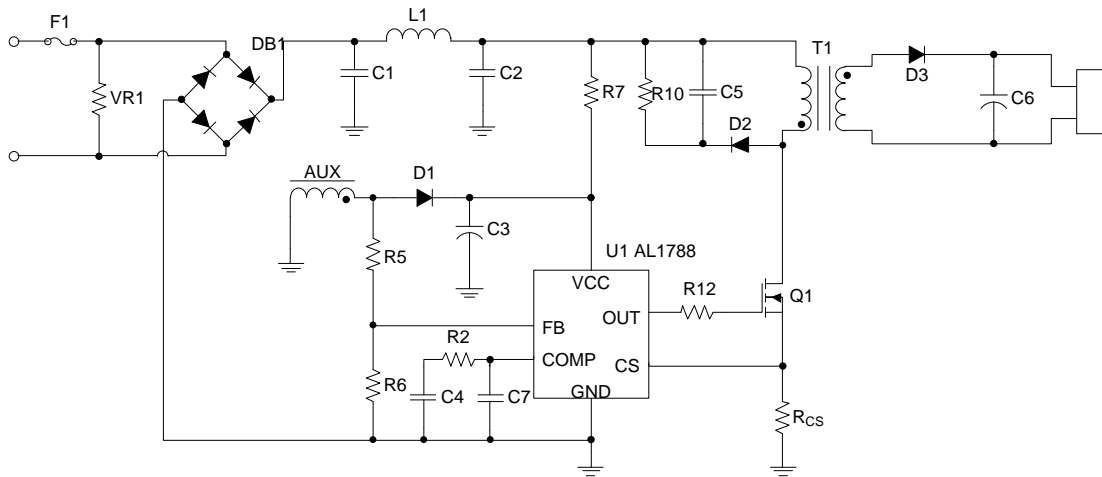 F1
L1
DB1
T1
D3
VR1
C1
C2
R7
R10
C5
C6
D2
AUX
D1
C3
U1 AL1788
R5
VCC
R12
Q1
OUT
FB
R2
COMP
CS
R6
C4
C7
GND
RCS